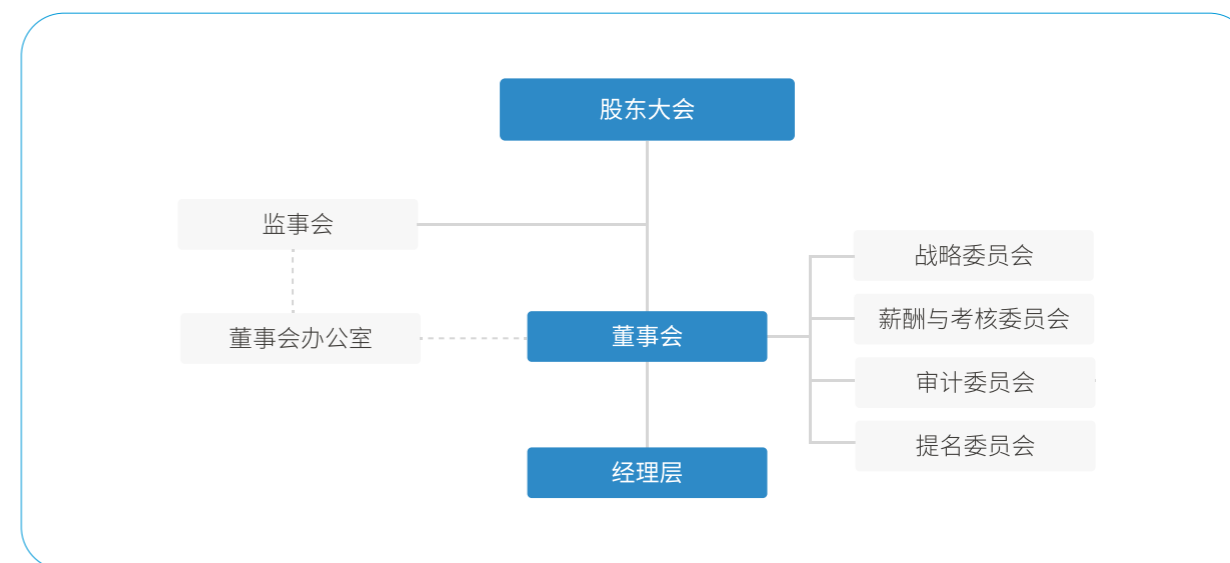 股东大会
监事会
战略委员会
薪酬与考核委员会
董事会办公室
董事会
审计委员会
提名委员会
经理层